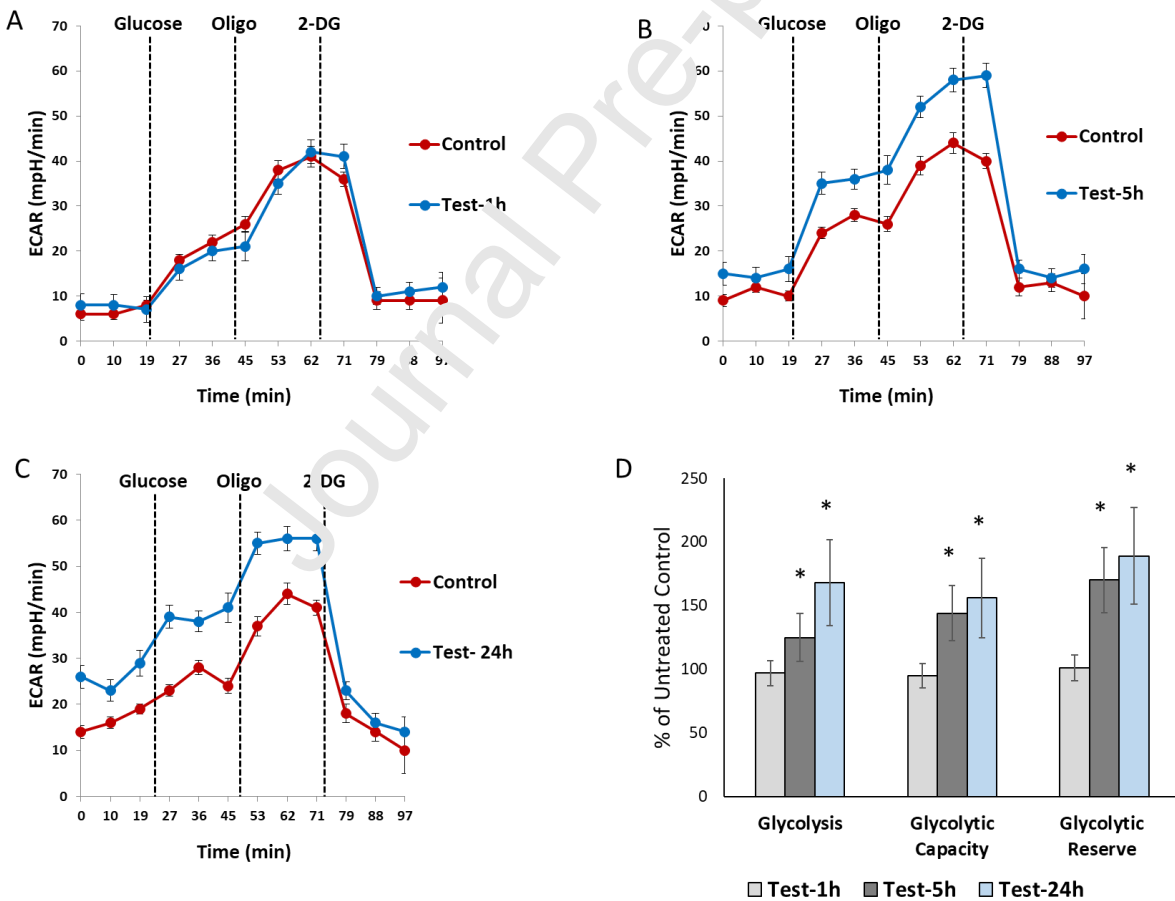 A
Glucose Oligo 2-DG
70
60
50
40
30
20
10
0
ECAR (mpH/min)
Control
Test-1h
0 10 19 27 36 45 53 62 71 79
Time (min)
B
Glucose Oligo 2-DG
70
60
50
40
30
20
10
0
ECAR (mpH/min)
Control
Test-5h
0 10 19 27 36 45 53 62 71 79 88 97
Time (min)
C
Glucose Oligo 2-DG
70
60
50
40
30
20
10
0
ECAR (mpH/min)
Control
Test- 24h
0 10 19 27 36 45 53 62 71 79 88 97
Time (min)
D
250
200
150
100
50
0
% of Untreated Control
* * * * * *
Glycolysis
Glycolytic
Capacity
Glycolytic
Reserve
Test-1h Test-5h Test-24h
Journal Pre-p